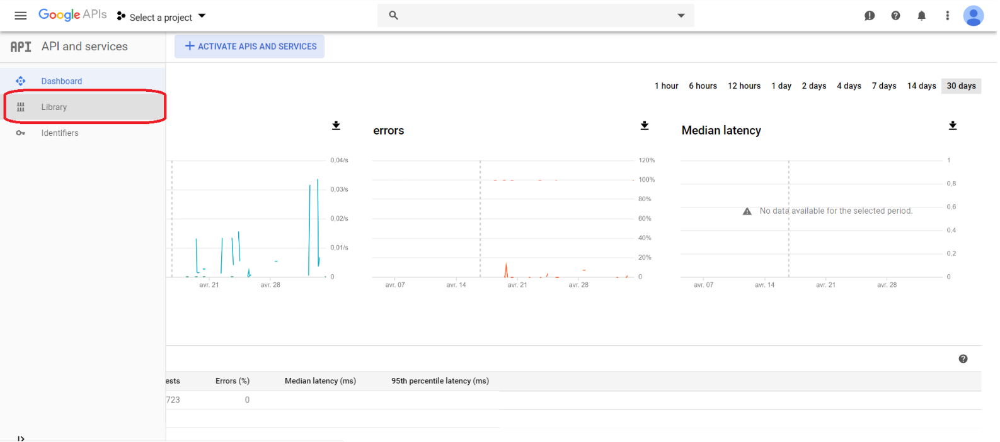 Google APIs Select a project
API API and services
ACTIVATE APIS AND SERVICES
Dashboard
Library
Identifiers
1 hour 6 hours 12 hours 1 day 2 days 4 days 7 days 14 days 30 days
errors
Median latency
0,04/s
0,03/s
0,02/s
0,01/s
0
avr. 21 avr. 28
120%
100%
80%
60%
40%
20%
0
avr. 07 avr. 14 avr. 21 avr. 28
1
0,8
0,6
0,4
0,2
0
No data available for the selected period.
avr. 07 avr. 14 avr. 21 avr. 28
ests Errors (%) Median latency (ms) 95th percentile latency (ms)
723 0